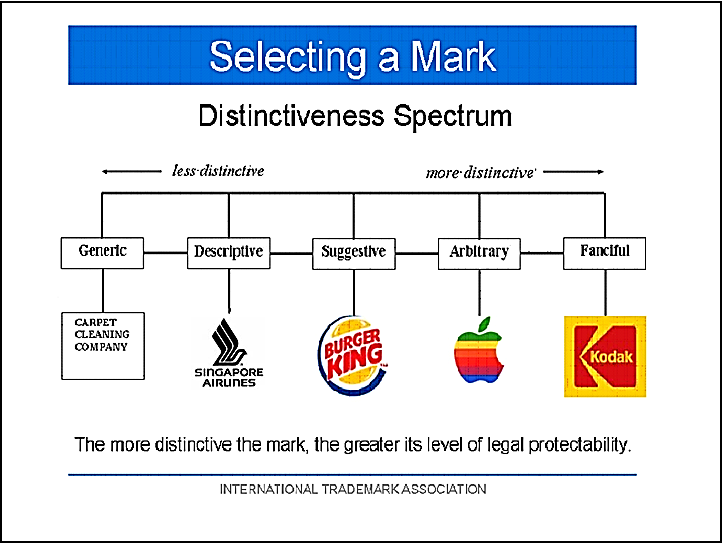 Selecting a Mark
Distinctiveness Spectrum
less-distinctive
more-distinctive
Generic
Descriptive
Suggestive
Arbitrary
Fanciful
CARPET
CLEANING
COMPANY
SINGAPORE
AIRLINES
BURGER
KING
Kodak
The more distinctive the mark, the greater its level of legal protectability.
INTERNATIONAL TRADEMARK ASSOCIATION